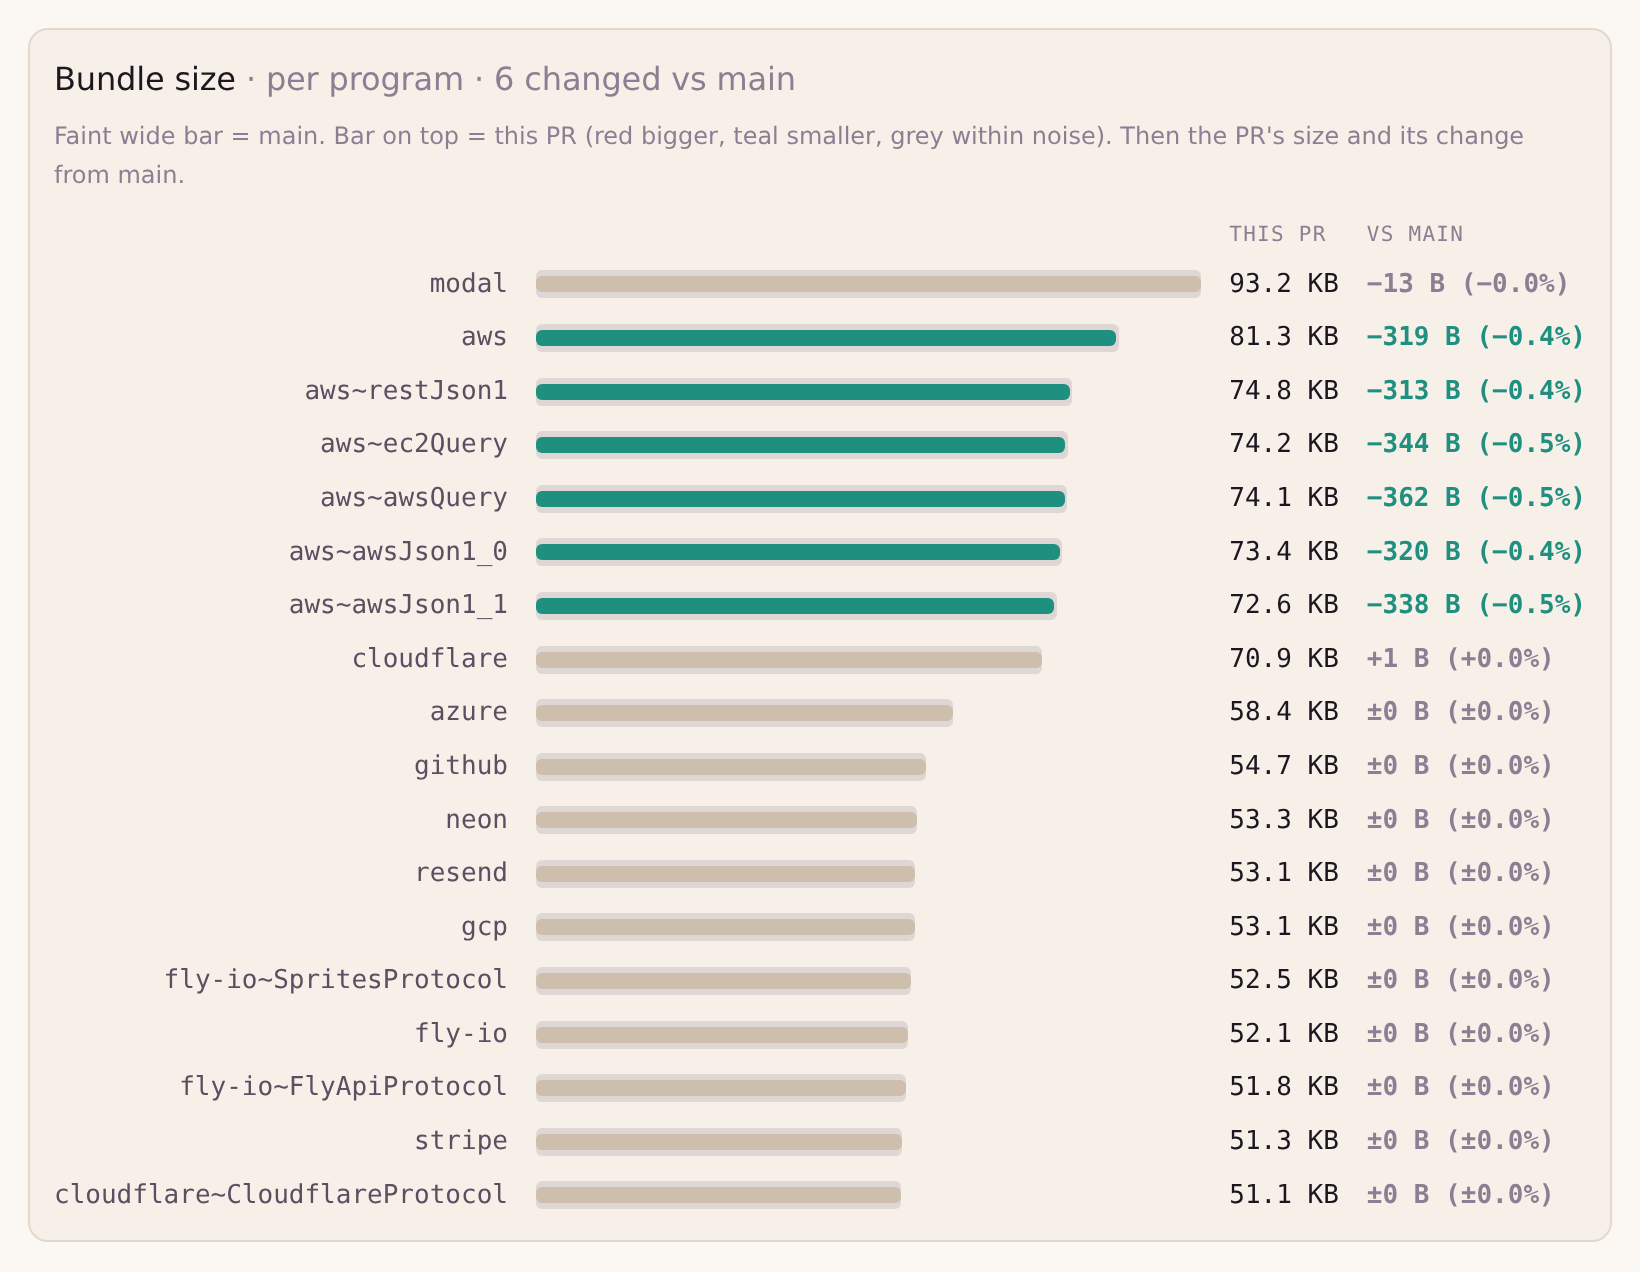 Bundle size · per program · 6 changed vs main
Faint wide bar = main. Bar on top = this PR (red bigger, teal smaller, grey within noise). Then the PR's size and its change
from main.
THIS PR VS MAIN
modal 93.2 KB −13 B (−0.0%)
aws 81.3 KB −319 B (−0.4%)
aws~restJson1 74.8 KB −313 B (−0.4%)
aws~ec2Query 74.2 KB −344 B (−0.5%)
aws~awsQuery 74.1 KB −362 B (−0.5%)
aws~awsJson1_0 73.4 KB −320 B (−0.4%)
aws~awsJson1_1 72.6 KB −338 B (−0.5%)
cloudflare 70.9 KB +1 B (+0.0%)
azure 58.4 KB ±0 B (±0.0%)
github 54.7 KB ±0 B (±0.0%)
neon 53.3 KB ±0 B (±0.0%)
resend 53.1 KB ±0 B (±0.0%)
gcp 53.1 KB ±0 B (±0.0%)
fly-io~SpritesProtocol 52.5 KB ±0 B (±0.0%)
fly-io 52.1 KB ±0 B (±0.0%)
fly-io~FlyApiProtocol 51.8 KB ±0 B (±0.0%)
stripe 51.3 KB ±0 B (±0.0%)
cloudflare~CloudflareProtocol 51.1 KB ±0 B (±0.0%)